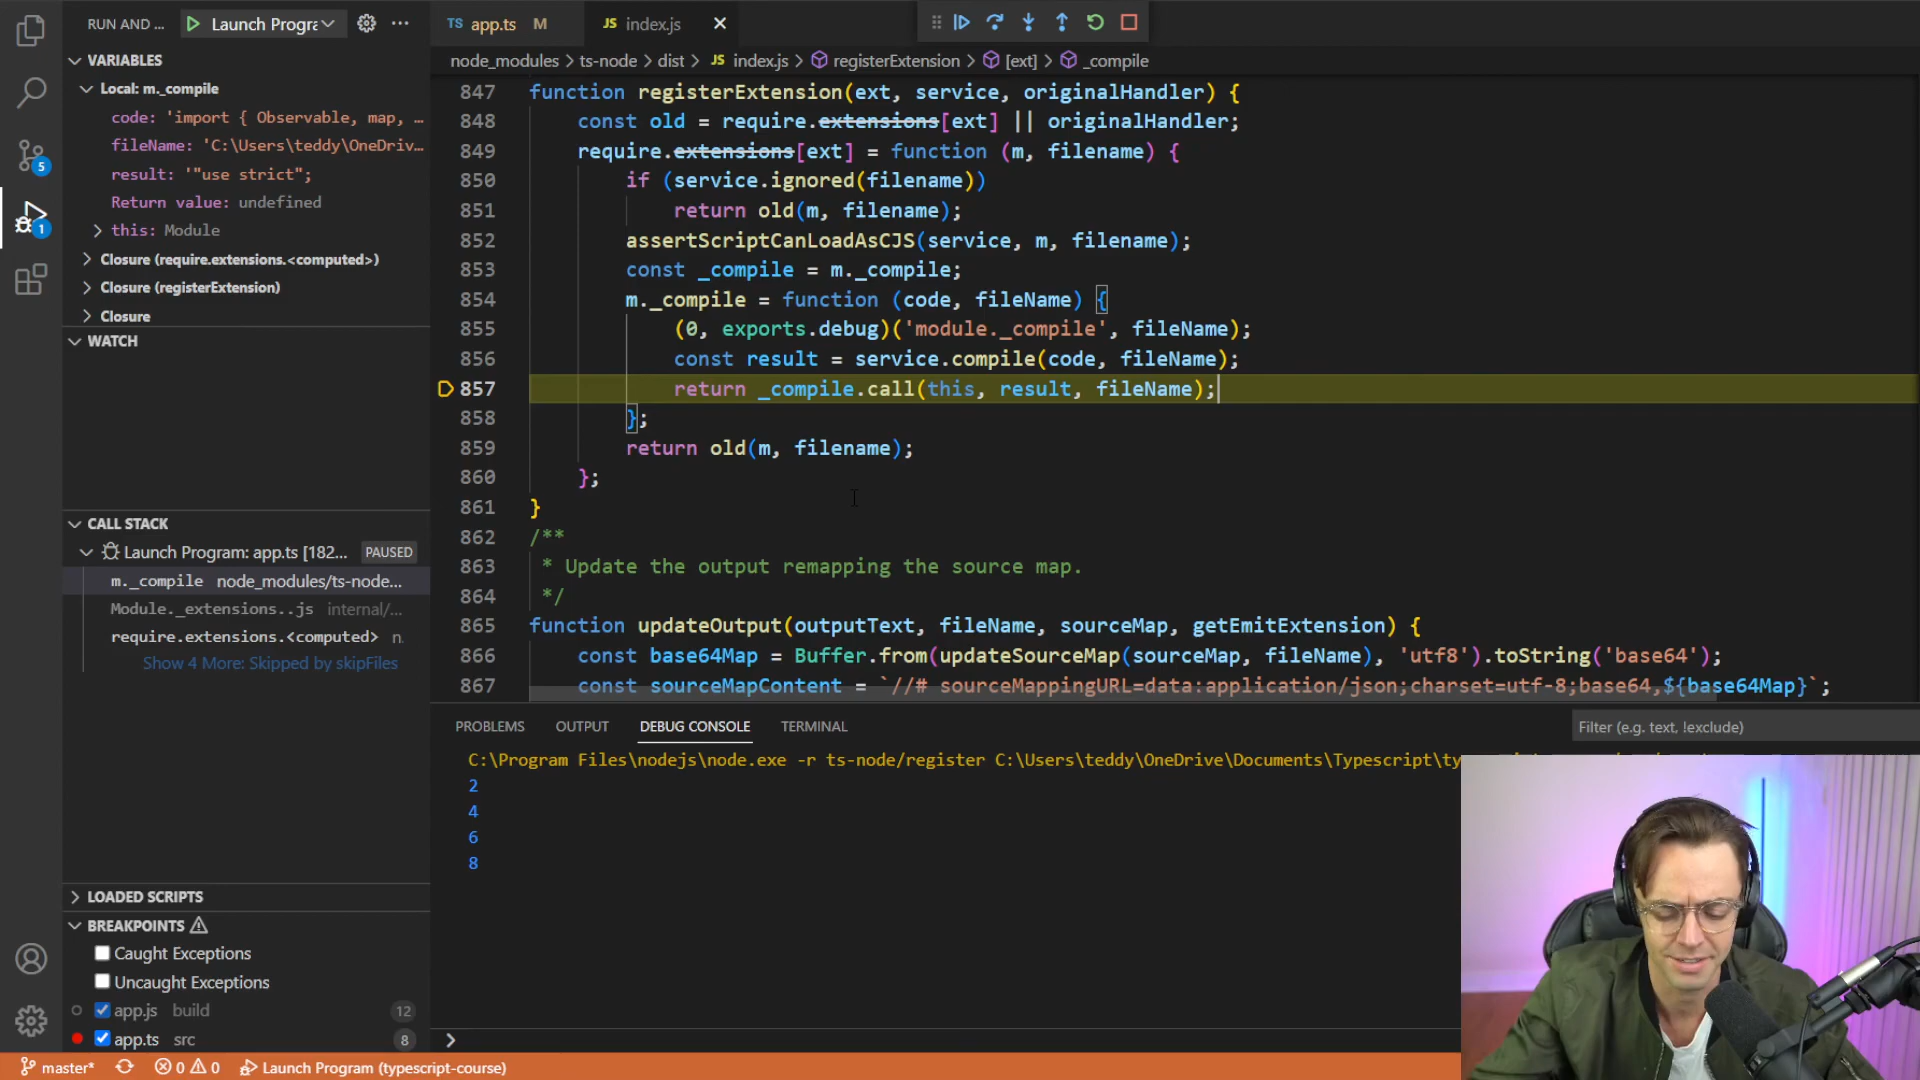 RUN AND ...
Launch Progra
TS app.ts M
JS index.js
VARIABLES
Local: m._compile
code: 'import { Observable, map, …
fileName: 'C:\Users\teddy\OneDriv…
result: '"use strict";
Return value: undefined
this: Module
Closure (require.extensions.<computed>)
Closure (registerExtension)
Closure
WATCH
CALL STACK
Launch Program: app.ts [182... PAUSED
m._compile node_modules/ts-node...
Module._extensions..js internal/...
require.extensions.<computed> n.
Show 4 More: Skipped by skipFiles
LOADED SCRIPTS
BREAKPOINTS
Caught Exceptions
Uncaught Exceptions
app.js build 12
app.ts src 8
5
1
node_modules > ts-node > dist > JS index.js > registerExtension > [ext] > _compile
847 function registerExtension(ext, service, originalHandler) {
848 const old = require.extensions[ext] || originalHandler;
849 require.extensions[ext] = function (m, filename) {
850 if (service.ignored(filename))
851 return old(m, filename);
852 assertScriptCanLoadAsCJS(service, m, filename);
853 const _compile = m._compile;
854 m._compile = function (code, fileName) {
855 (0, exports.debug)('module._compile', fileName);
856 const result = service.compile(code, fileName);
857 return _compile.call(this, result, fileName);
858 };
859 return old(m, filename);
860 };
861 }
862 /**
863 * Update the output remapping the source map.
864 */
865 function updateOutput(outputText, fileName, sourceMap, getEmitExtension) {
866 const base64Map = Buffer.from(updateSourceMap(sourceMap, fileName), 'utf8').toString('base64');
867 const sourceMapContent = `//# sourceMappingURL=data:application/json;charset=utf-8;base64,${base64Map}`;
PROBLEMS OUTPUT DEBUG CONSOLE TERMINAL
Filter (e.g. text, !exclude)
C:\Program Files\nodejs\node.exe -r ts-node/register C:\Users\teddy\OneDrive\Documents\Typescript\ty
2
4
6
8
master* 0 0 Launch Program (typescript-course)